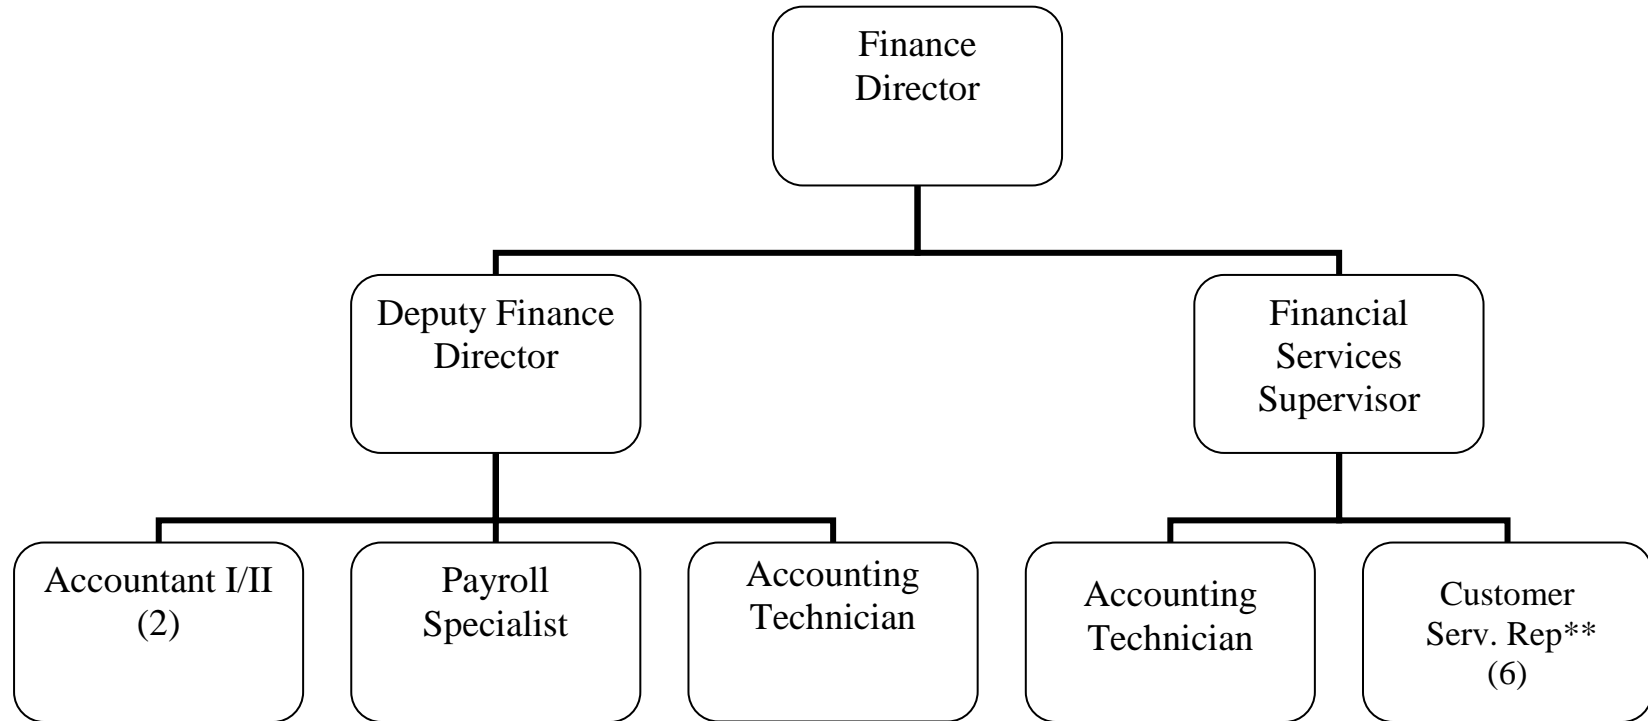 Finance
Director
Deputy Finance
Director
Financial
Services
Supervisor
Accountant I/II
(2)
Payroll
Specialist
Accounting
Technician
Accounting
Technician
Customer
Serv. Rep**
(6)